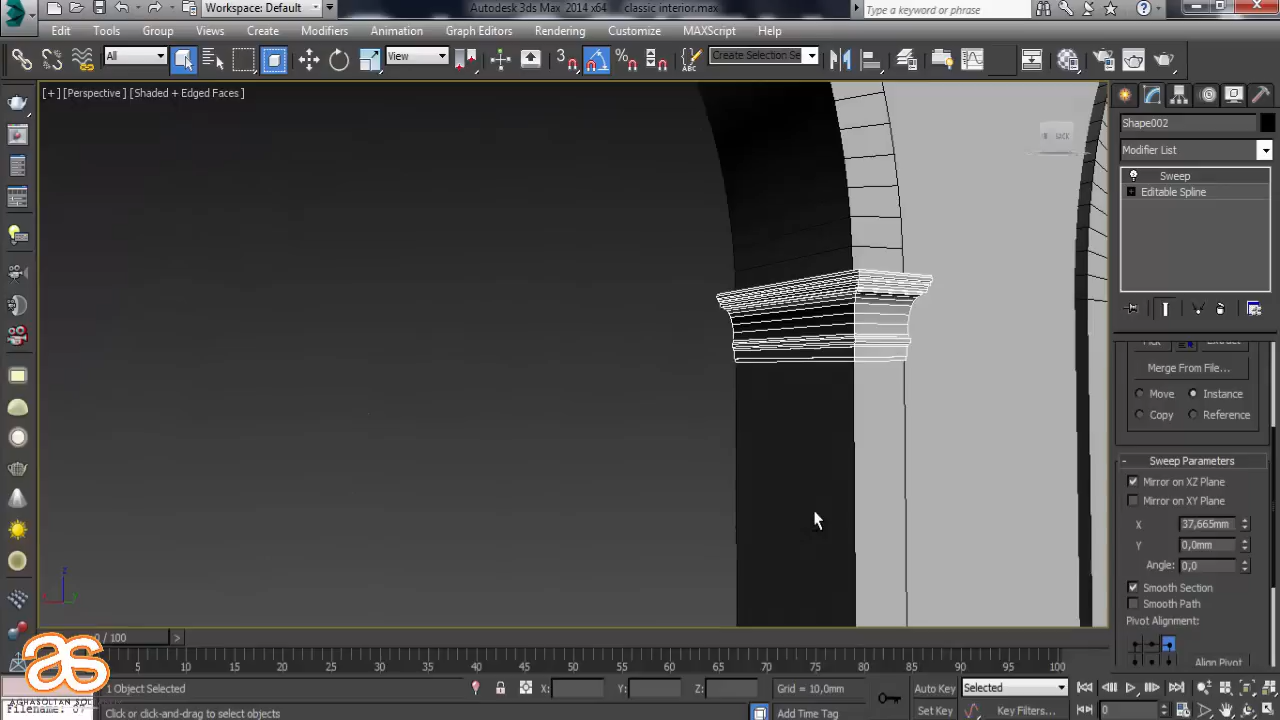 Workspace: Default
Autodesk 3ds Max 2014 x64 classic interior.max
Type a keyword or phrase
Edit Tools Group Views Create Modifiers Animation Graph Editors Rendering Customize MAXScript Help
All View Create Selection Se
[+] [Perspective] [Shaded + Edged Faces]
Shape002
Modifier List
Sweep
Editable Spline
Merge From File...
Move Instance
Copy Reference
- Sweep Parameters
Mirror on XZ Plane
Mirror on XY Plane
X 37,665mm
Y 0,0mm
Angle: 0,0
Smooth Section
Smooth Path
Pivot Alignment:
Align Pivot
0 / 100
5 10 15 20 25 30 35 40 45 50 55 60 65 70 75 80 85 90 95 100
1 Object Selected X: Y: Z: Grid = 10,0mm Auto Key Selected
Click or click-and-drag to select objects Add Time Tag Set Key Key Filters... 0
as
AGHASOLTAN SOL